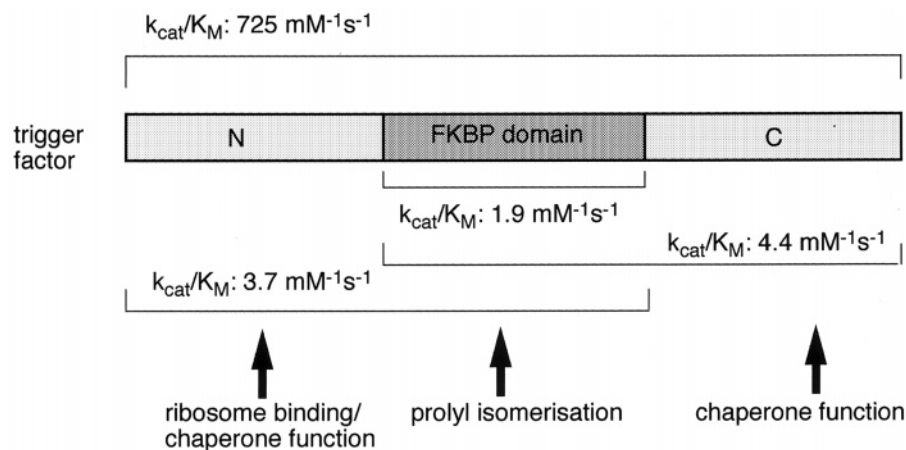 kcat/KM: 725 mM-1s-1
trigger
factor
N
FKBP domain
C
kcat/KM: 1.9 mM-1s-1
kcat/KM: 4.4 mM-1s-1
kcat/KM: 3.7 mM-1s-1
ribosome binding/
chaperone function
prolyl isomerisation
chaperone function